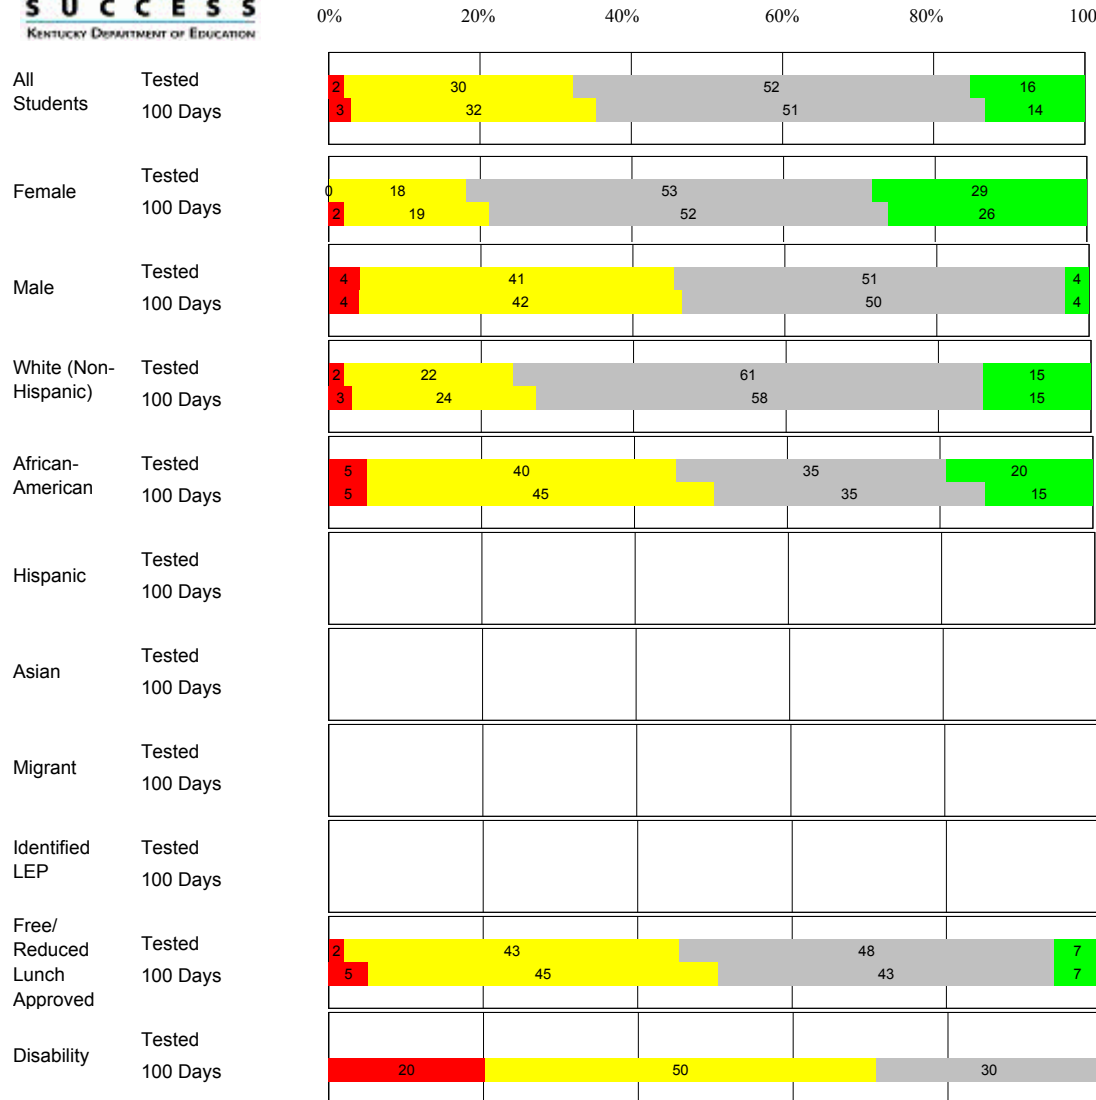 SUCCESS
KENTUCKY DEPARTMENT OF EDUCATION
0% 20% 40% 60% 80% 100
All Students Tested 2 30 52 16
100 Days 3 32 51 14
Female Tested 0 18 53 29
100 Days 2 19 52 26
Male Tested 4 41 51 4
100 Days 4 42 50 4
White (Non-Hispanic) Tested 2 22 61 15
100 Days 3 24 58 15
African-American Tested 5 40 35 20
100 Days 5 45 35 15
Hispanic Tested
100 Days
Asian Tested
100 Days
Migrant Tested
100 Days
Identified LEP Tested
100 Days
Free/ Reduced Lunch Approved Tested 2 43 48 7
100 Days 5 45 43 7
Disability Tested
100 Days 20 50 30